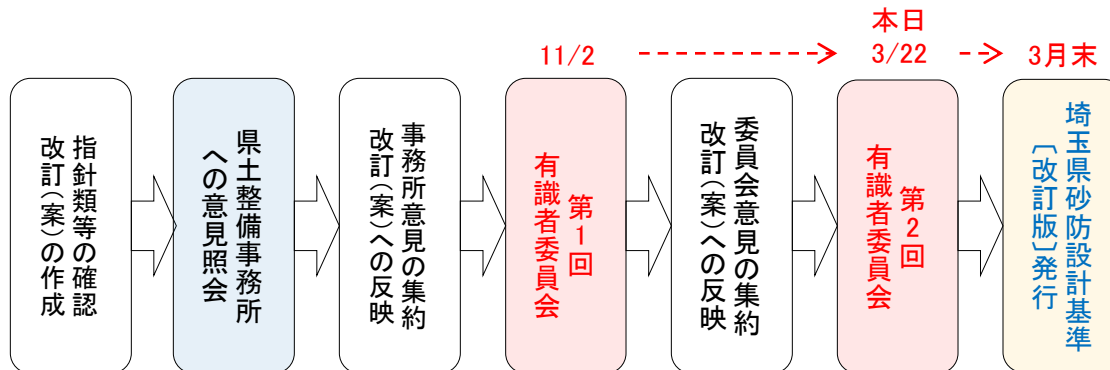 本日
11/2
3/22
3月末
指針類等の確認
改訂(案)の作成
県土整備事務所
への意見照会
事務所意見の集約
改訂(案)への反映
第1回
有識者委員会
委員会意見の集約
改訂(案)への反映
第2回
有識者委員会
埼玉県砂防設計基準
〔改訂版〕発行